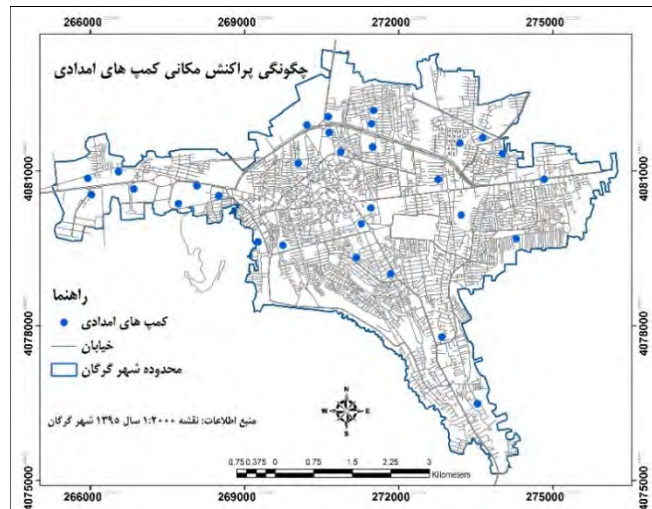 266000 269000 272000 275000
چگونگی پراکنش مکانی کمپ های امدادی
4081000 4081000
4078000 4078000
4075000 4075000
راهنما
کمپ های امدادی
خیابان
محدوده شهر گرگان
منبع اطلاعات: نقشه ۱:۲۰۰۰ سال ۱۳۹۵ شهر گرگان
N
W E
S
0.75 0.375 0 0.75 1.5 2.25 3
Kilometers
266000 269000 272000 275000